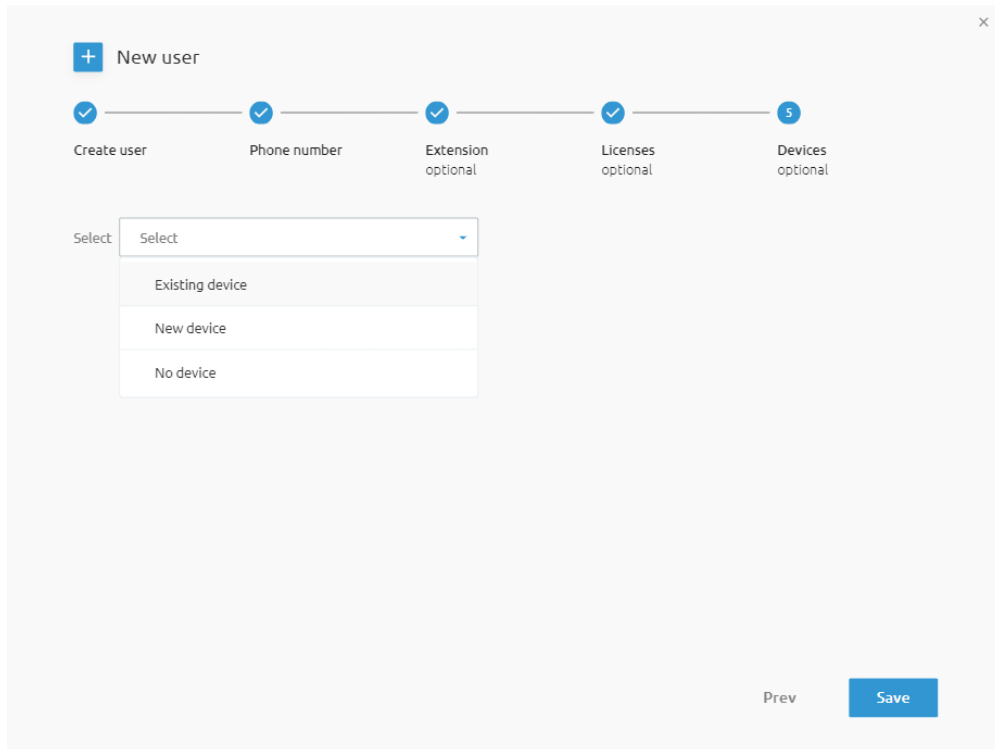 ×
+ New user
5
Create user
Phone number
Extension
optional
Licenses
optional
Devices
optional
Select
Select
Existing device
New device
No device
Prev
Save